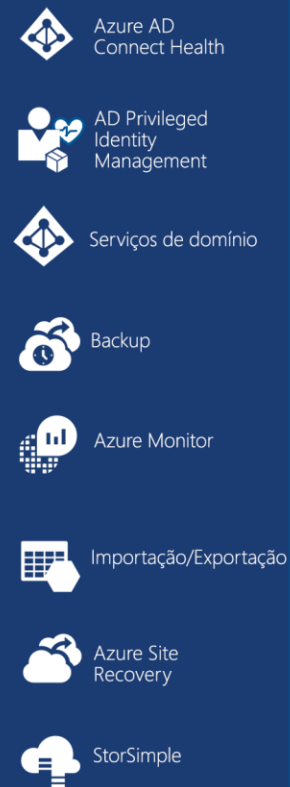 Azure AD
Connect Health
AD Privileged
Identity
Management
Serviços de domínio
Backup
Azure Monitor
Importação/Exportação
Azure Site
Recovery
StorSimple